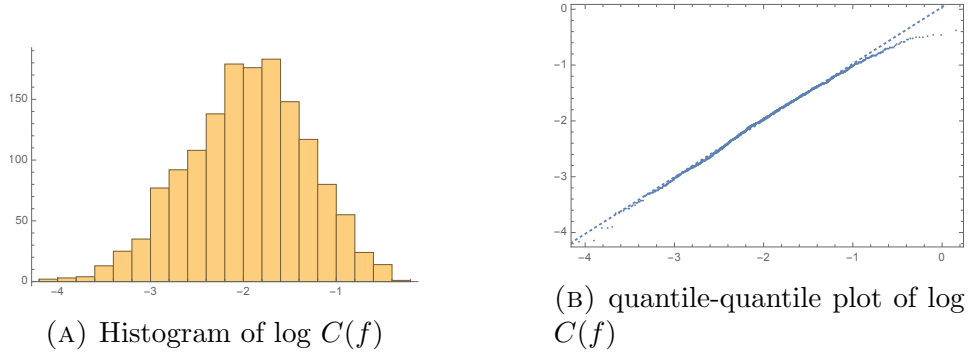 150
100
50
0
−4 −3 −2 −1
(A) Histogram of log C(f)
0
−1
−2
−3
−4
−4 −3 −2 −1 0
(B) quantile-quantile plot of log
C(f)